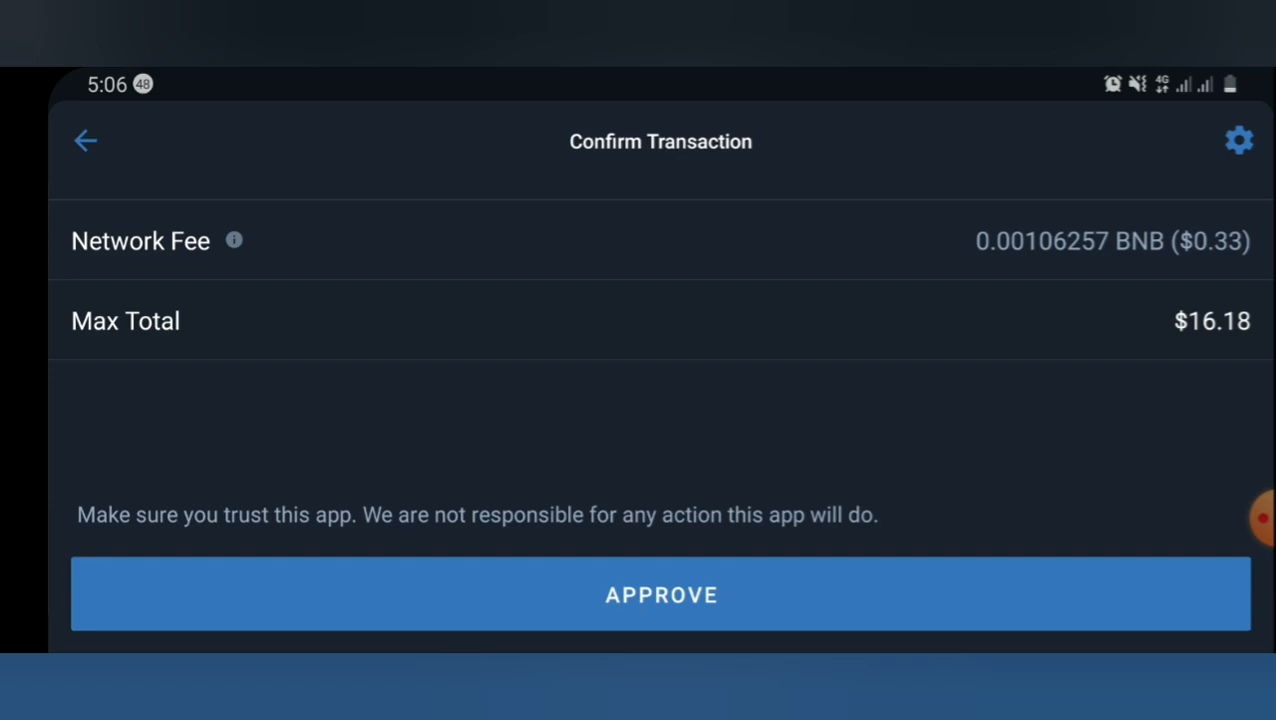 5:06 48 4G
Confirm Transaction
Network Fee i 0.00106257 BNB ($0.33)
Max Total $16.18
Make sure you trust this app. We are not responsible for any action this app will do.
APPROVE